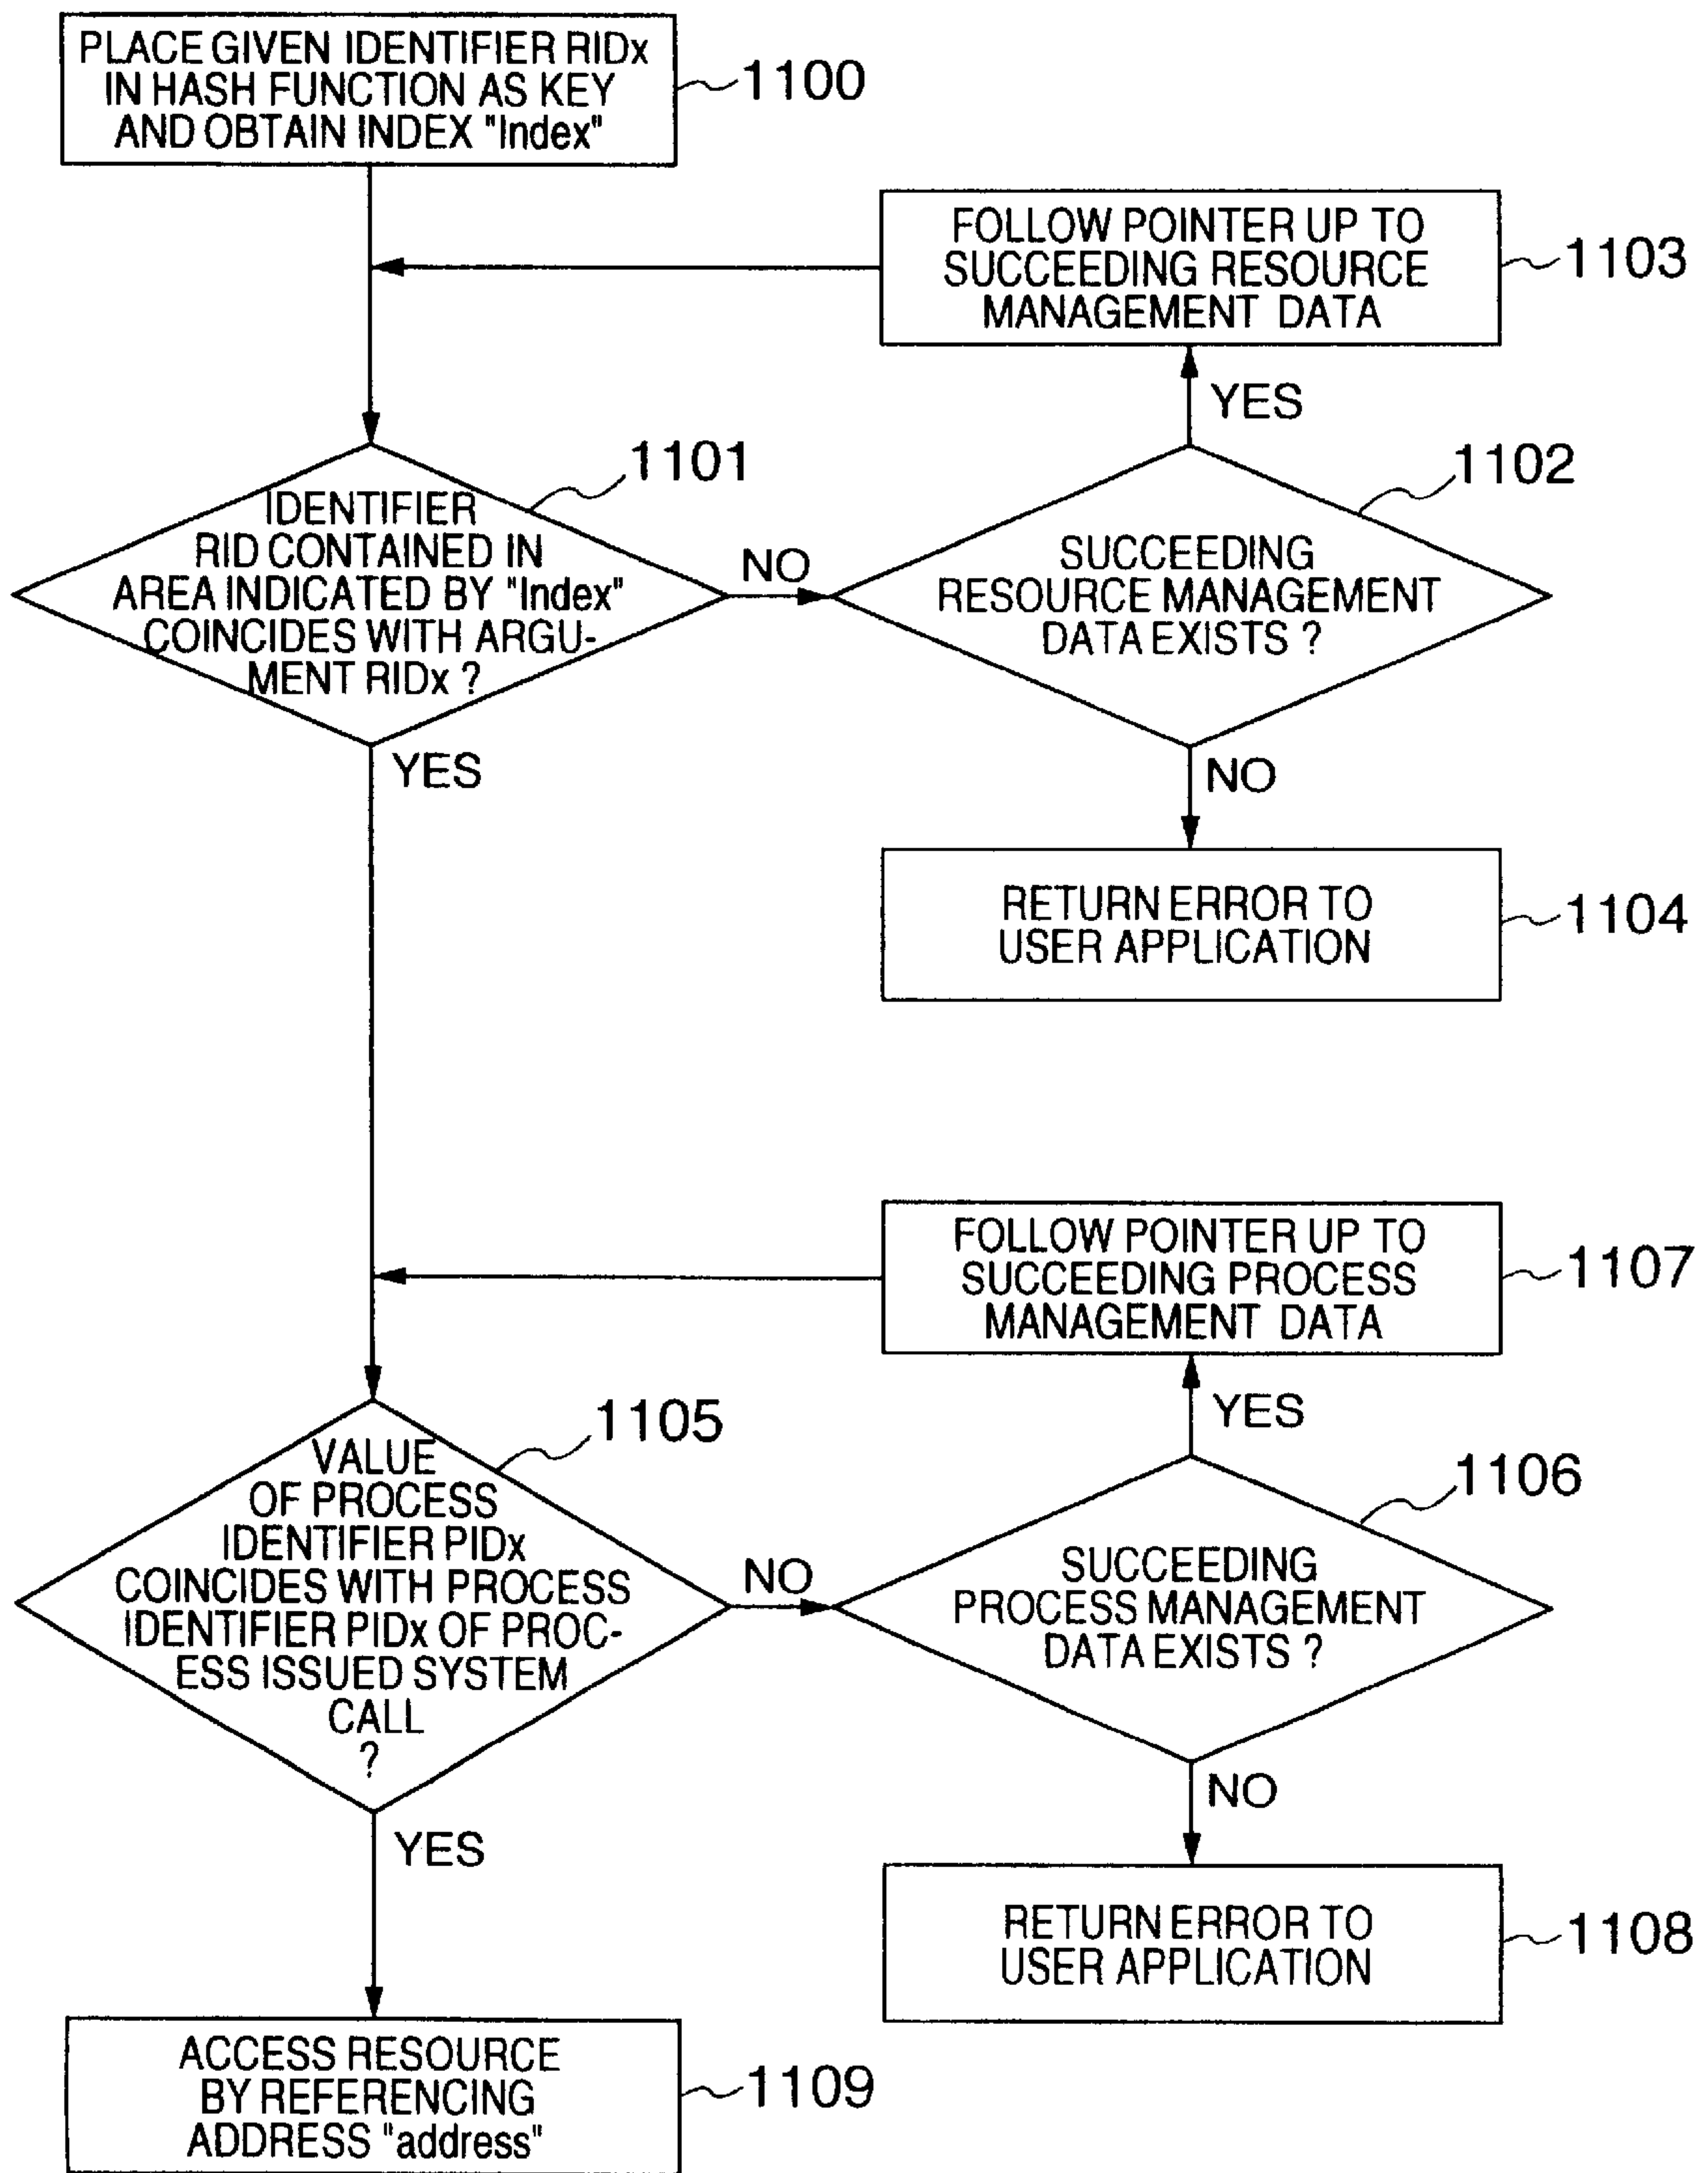 PLACE GIVEN IDENTIFIER RIDx
IN HASH FUNCTION AS KEY
AND OBTAIN INDEX "Index"
1100
FOLLOW POINTER UP TO
SUCCEEDING RESOURCE
MANAGEMENT DATA
1103
YES
1101
IDENTIFIER
RID CONTAINED IN
AREA INDICATED BY "Index"
COINCIDES WITH ARGU-
MENT RIDx ?
NO
1102
SUCCEEDING
RESOURCE MANAGEMENT
DATA EXISTS ?
YES
NO
RETURN ERROR TO
USER APPLICATION
1104
FOLLOW POINTER UP TO
SUCCEEDING PROCESS
MANAGEMENT DATA
1107
YES
1105
VALUE
OF PROCESS
IDENTIFIER PIDx
COINCIDES WITH PROCESS
IDENTIFIER PIDx OF PROC-
ESS ISSUED SYSTEM
CALL
?
NO
1106
SUCCEEDING
PROCESS MANAGEMENT
DATA EXISTS ?
YES
NO
RETURN ERROR TO
USER APPLICATION
1108
ACCESS RESOURCE
BY REFERENCING
ADDRESS "address"
1109